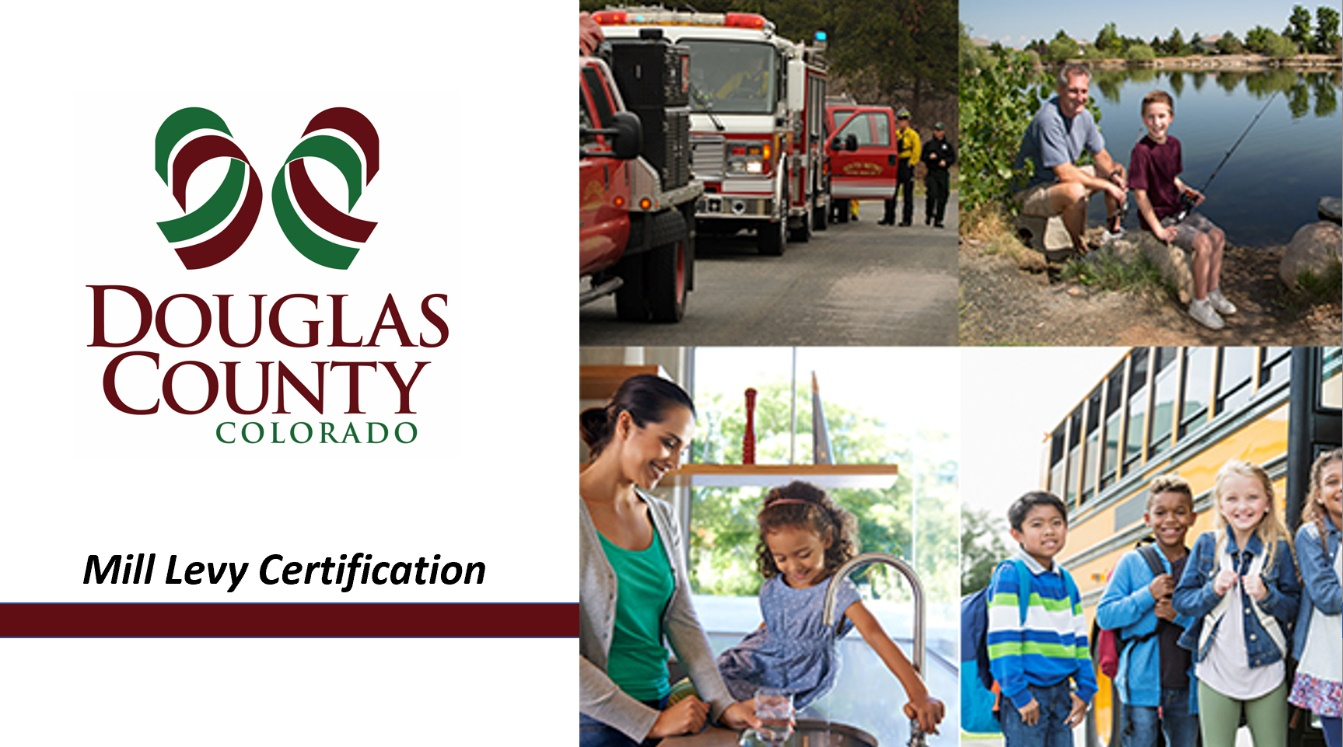 DOUGLAS
COUNTY
COLORADO
Mill Levy Certification